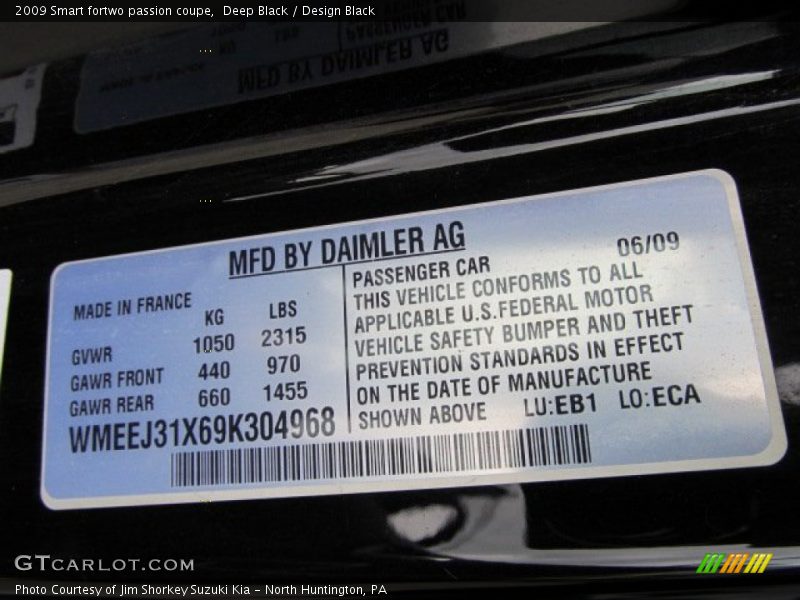 2009 Smart fortwo passion coupe, Deep Black / Design Black
MFD BY DAIMLER AG
06/09
MADE IN FRANCE
KG LBS
GVWR 1050 2315
GAWR FRONT 440 970
GAWR REAR 660 1455
WMEEJ31X69K304968
PASSENGER CAR
THIS VEHICLE CONFORMS TO ALL
APPLICABLE U.S.FEDERAL MOTOR
VEHICLE SAFETY BUMPER AND THEFT
PREVENTION STANDARDS IN EFFECT
ON THE DATE OF MANUFACTURE
SHOWN ABOVE LU:EB1 LO:ECA
GTCARLOT.COM
Photo Courtesy of Jim Shorkey Suzuki Kia - North Huntington, PA